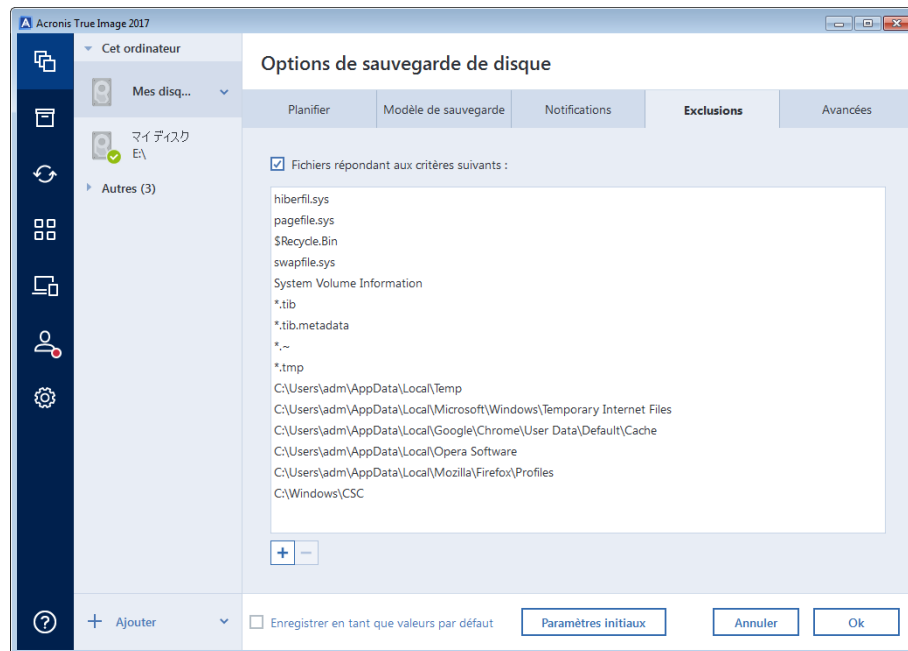 Acronis True Image 2017
Cet ordinateur
Mes disq...
マイ ディスク
E:\
Autres (3)
Ajouter
Options de sauvegarde de disque
Planifier
Modèle de sauvegarde
Notifications
Exclusions
Avancées
Fichiers répondant aux critères suivants :
hiberfil.sys
pagefile.sys
$Recycle.Bin
swapfile.sys
System Volume Information
*.tib
*.tib.metadata
*.~
*.tmp
C:\Users\adm\AppData\Local\Temp
C:\Users\adm\AppData\Local\Microsoft\Windows\Temporary Internet Files
C:\Users\adm\AppData\Local\Google\Chrome\User Data\Default\Cache
C:\Users\adm\AppData\Local\Opera Software
C:\Users\adm\AppData\Local\Mozilla\Firefox\Profiles
C:\Windows\CSC
Enregistrer en tant que valeurs par défaut
Paramètres initiaux
Annuler
Ok